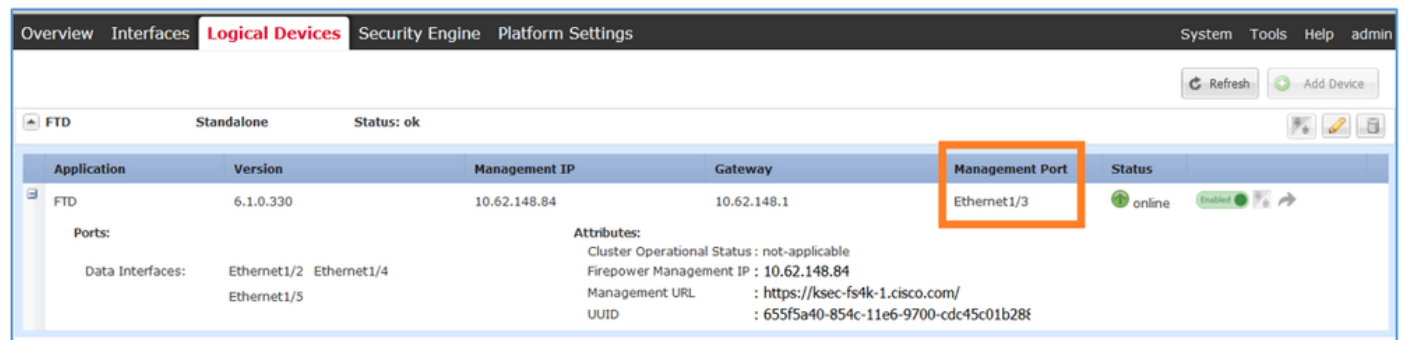 Overview Interfaces Logical Devices Security Engine Platform Settings System Tools Help admin
Refresh Add Device
FTD Standalone Status: ok
Application Version Management IP Gateway Management Port Status
FTD 6.1.0.330 10.62.148.84 10.62.148.1 Ethernet1/3 online Enabled
Ports: Attributes:
Cluster Operational Status : not-applicable
Data Interfaces: Ethernet1/2 Ethernet1/4 Firepower Management IP : 10.62.148.84
Ethernet1/5 Management URL : https://ksec-fs4k-1.cisco.com/
UUID : 655f5a40-854c-11e6-9700-cdc45c01b28